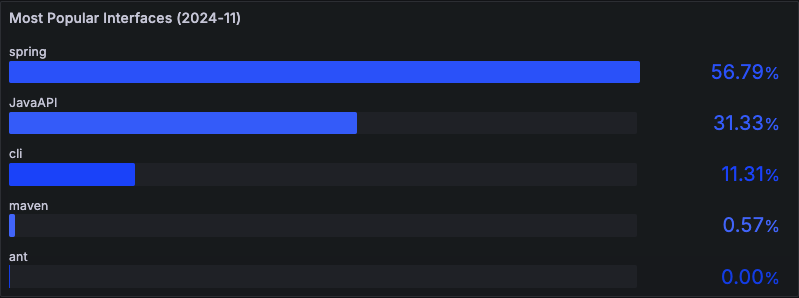 Most Popular Interfaces (2024-11)
spring
56.79%
JavaAPI
31.33%
cli
11.31%
maven
0.57%
ant
0.00%